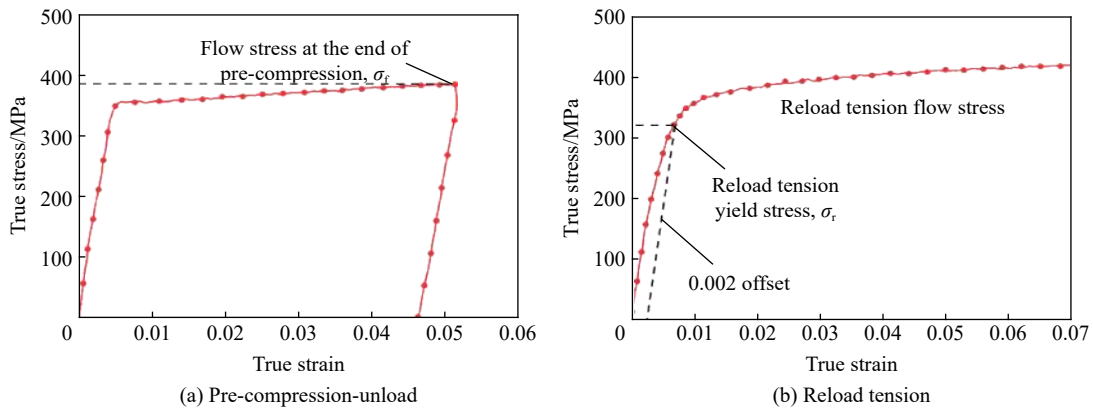 500
400
300
200
100
0
True stress/MPa
Flow stress at the end of
pre-compression, σf
0.01 0.02 0.03 0.04 0.05 0.06
True strain
(a) Pre-compression-unload
500
400
300
200
100
0
True stress/MPa
Reload tension flow stress
Reload tension
yield stress, σr
0.002 offset
0.01 0.02 0.03 0.04 0.05 0.06 0.07
True strain
(b) Reload tension